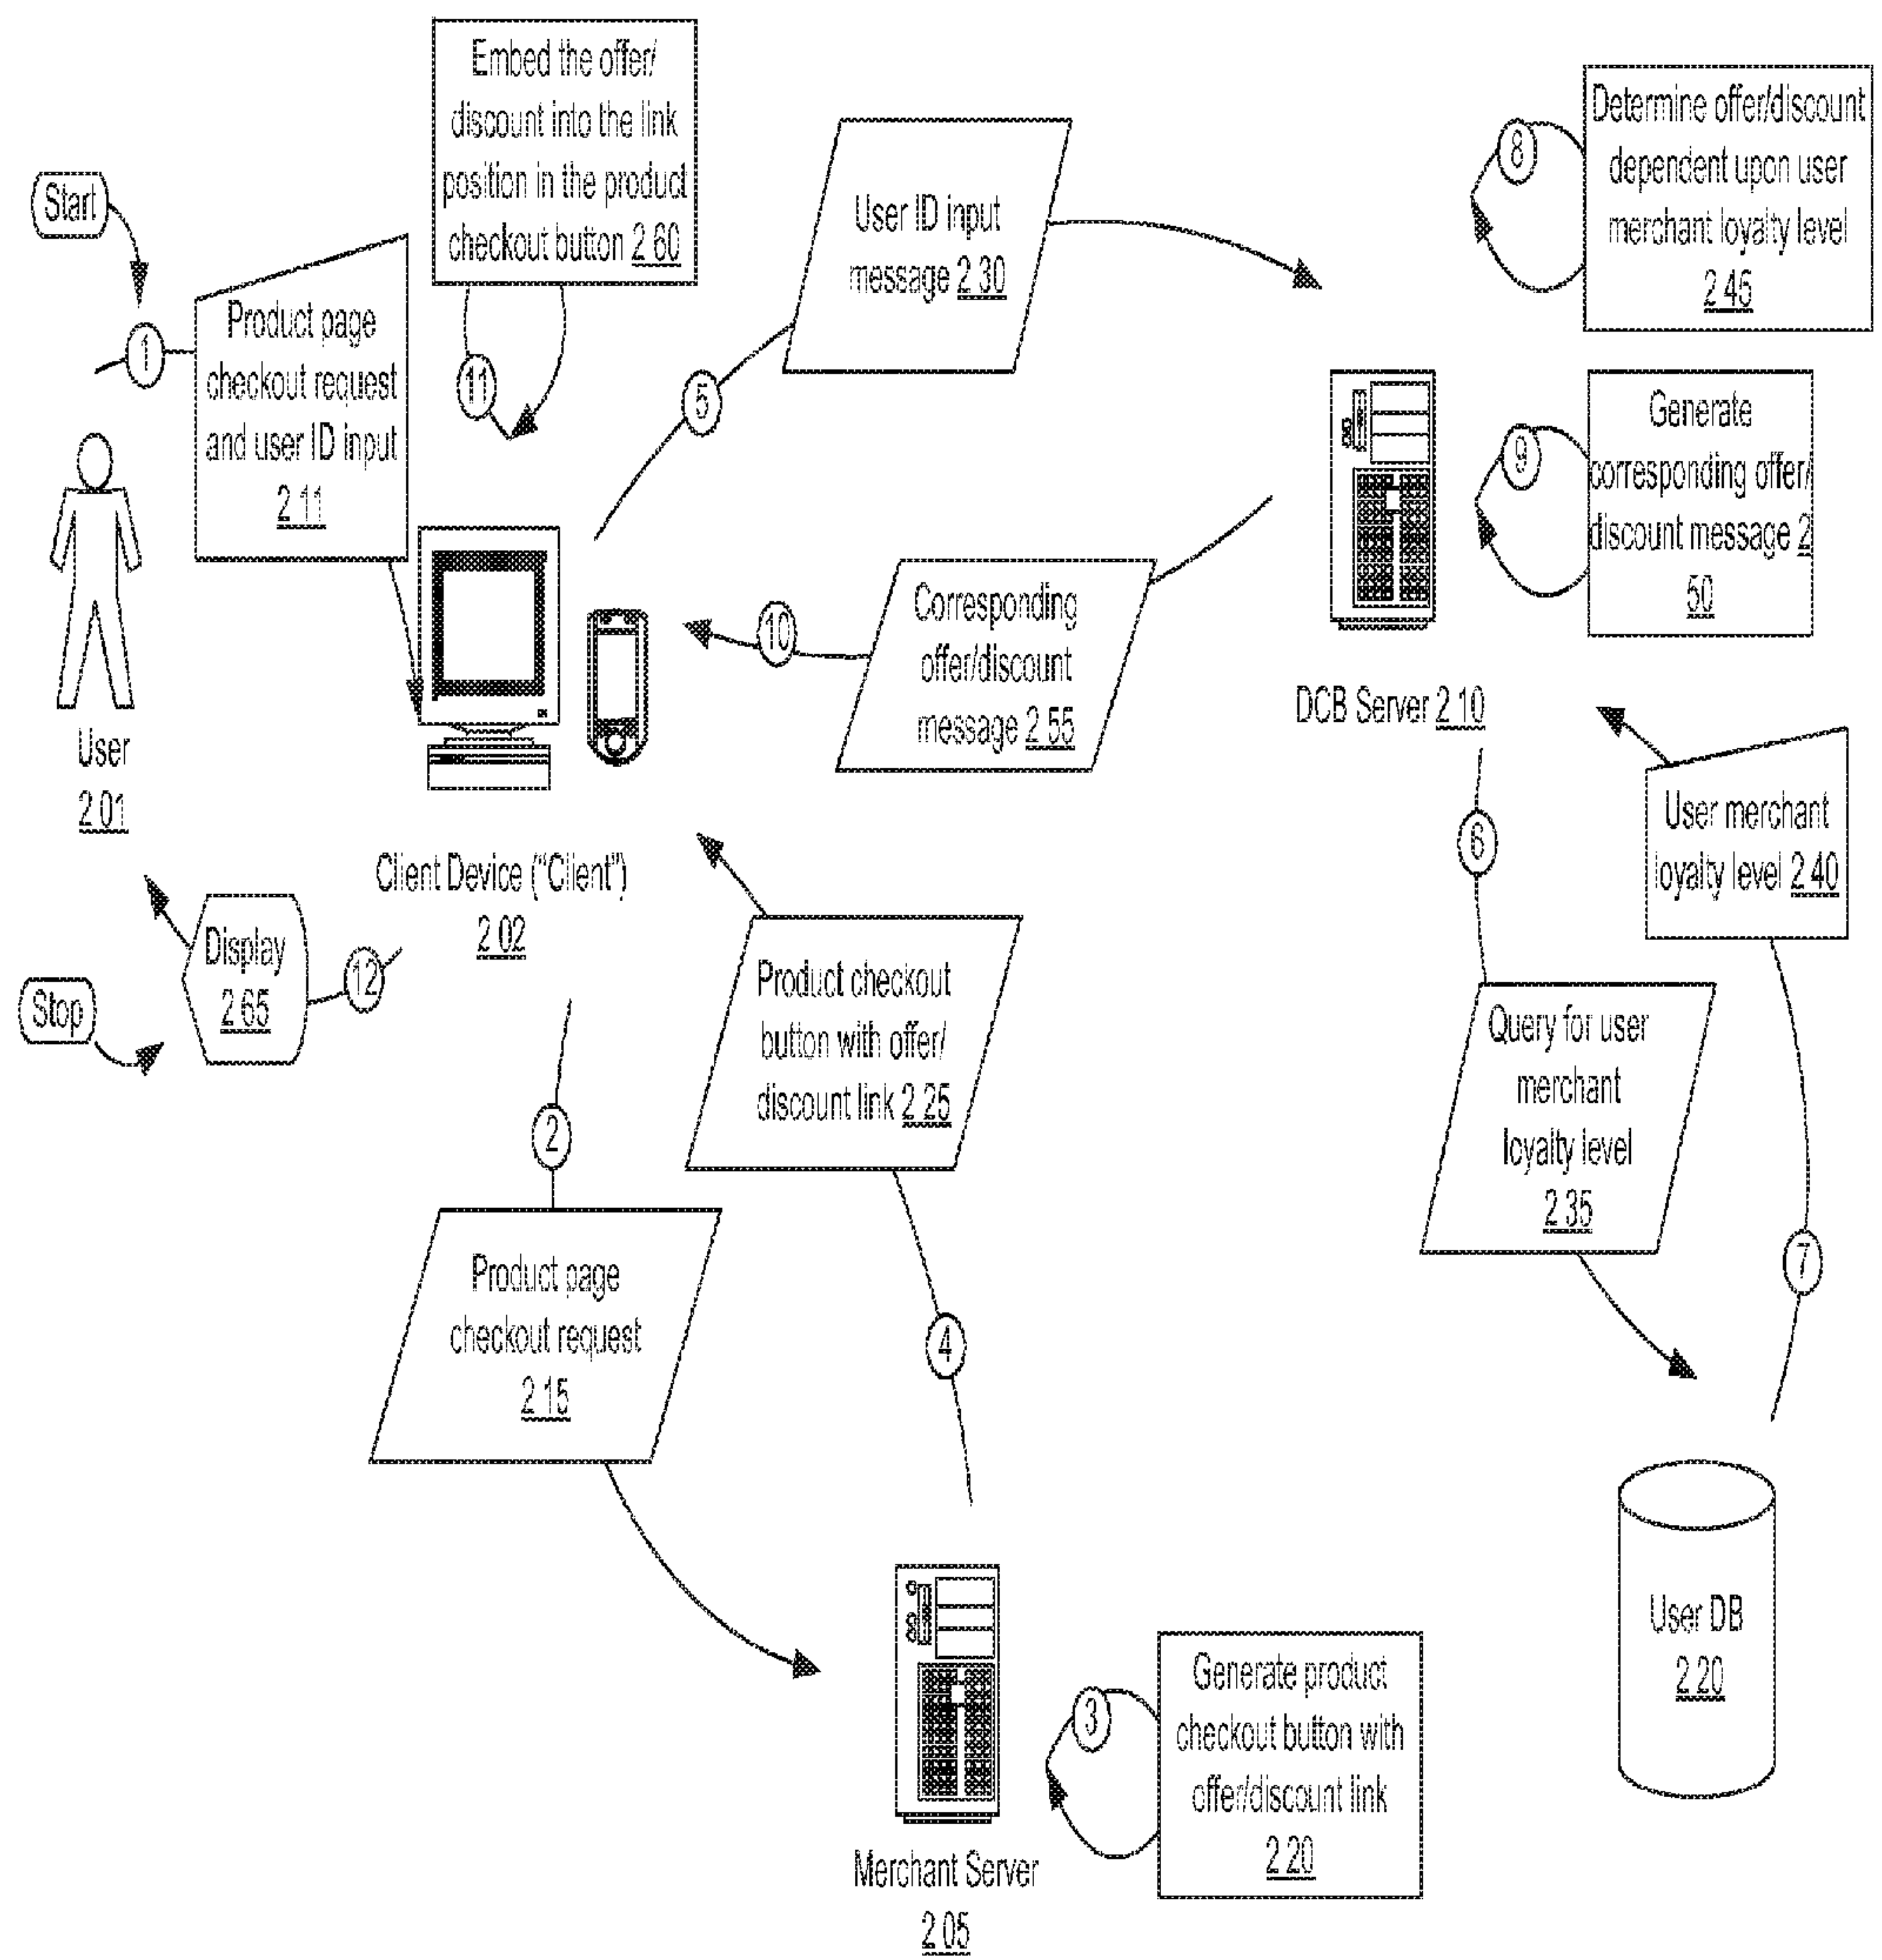 Start
1
Product page
checkout request
and user ID input
2 11
User
2 01
Embed the offer/
discount into the link
position in the product
checkout button 2 60
11
5
User ID input
message 2 30
8
Determine offer/discount
dependent upon user
merchant loyalty level
2 45
9
Generate
corresponding offer/
discount message 2
50
DCB Server 2 10
10
Corresponding
offer/discount
message 2 55
Client Device ("Client")
2 02
Display
2 65
12
Stop
2
Product page
checkout request
2 15
Product checkout
button with offer/
discount link 2 25
4
6
Query for user
merchant
loyalty level
2 35
User merchant
loyalty level 2 40
7
User DB
2 20
Merchant Server
2 05
3
Generate product
checkout button with
offer/discount link
2 20